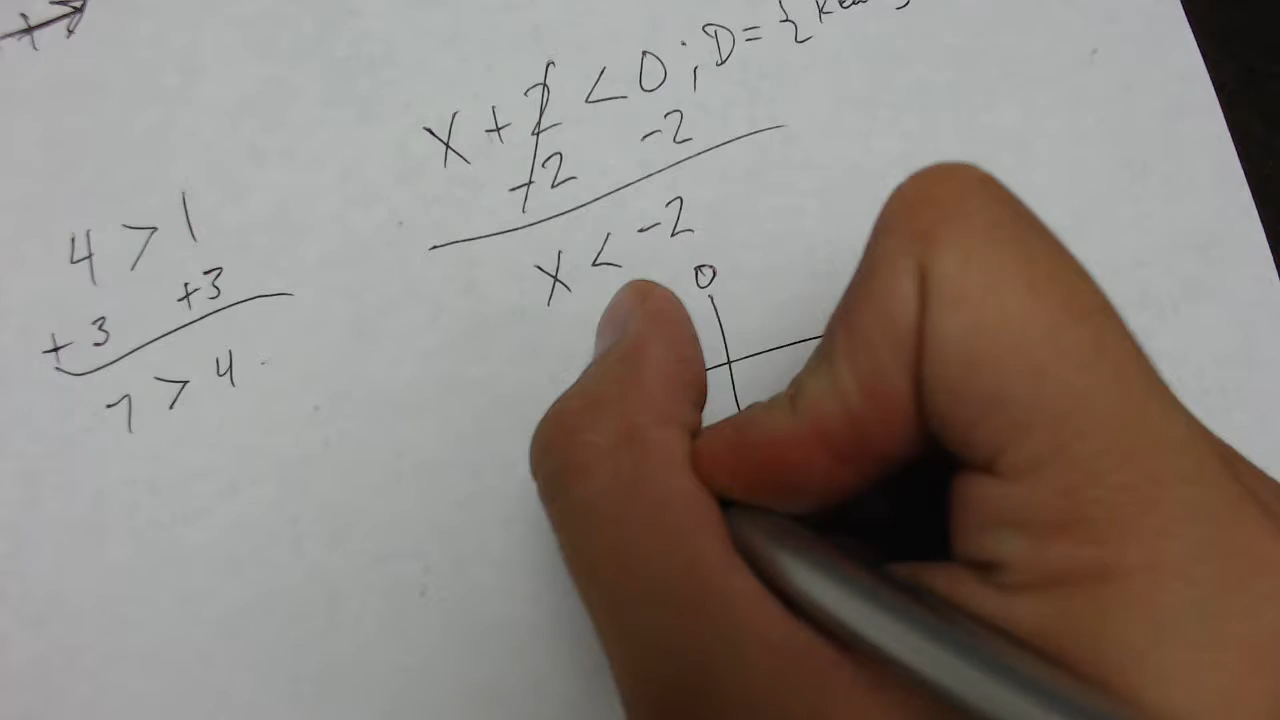 x + 2 < 0 ; D = {
-2 -2
x < -2
0
4 > 1
+3 +3
7 > 4